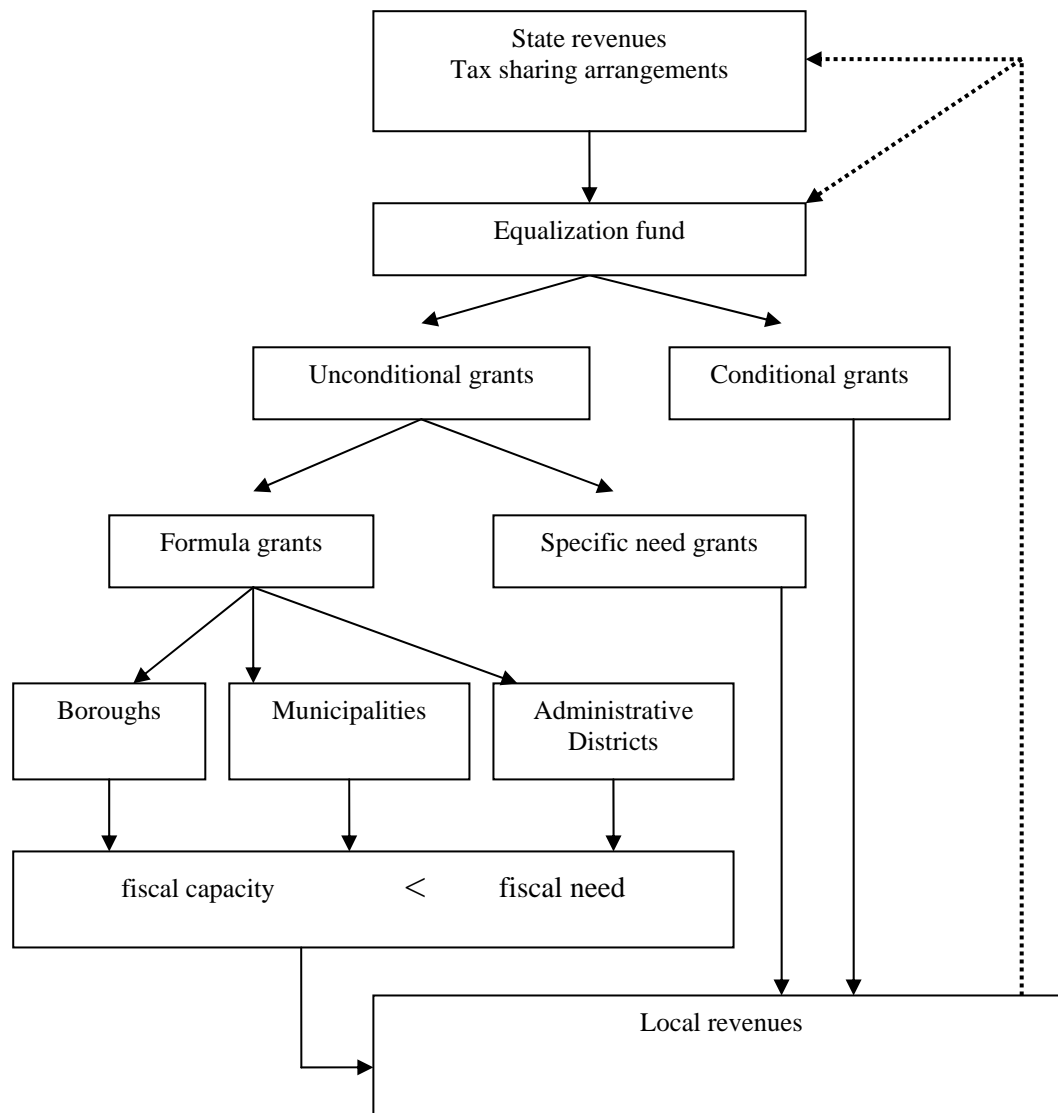 State revenues
Tax sharing arrangements
Equalization fund
Unconditional grants
Conditional grants
Formula grants
Specific need grants
Boroughs
Municipalities
Administrative
Districts
fiscal capacity < fiscal need
Local revenues